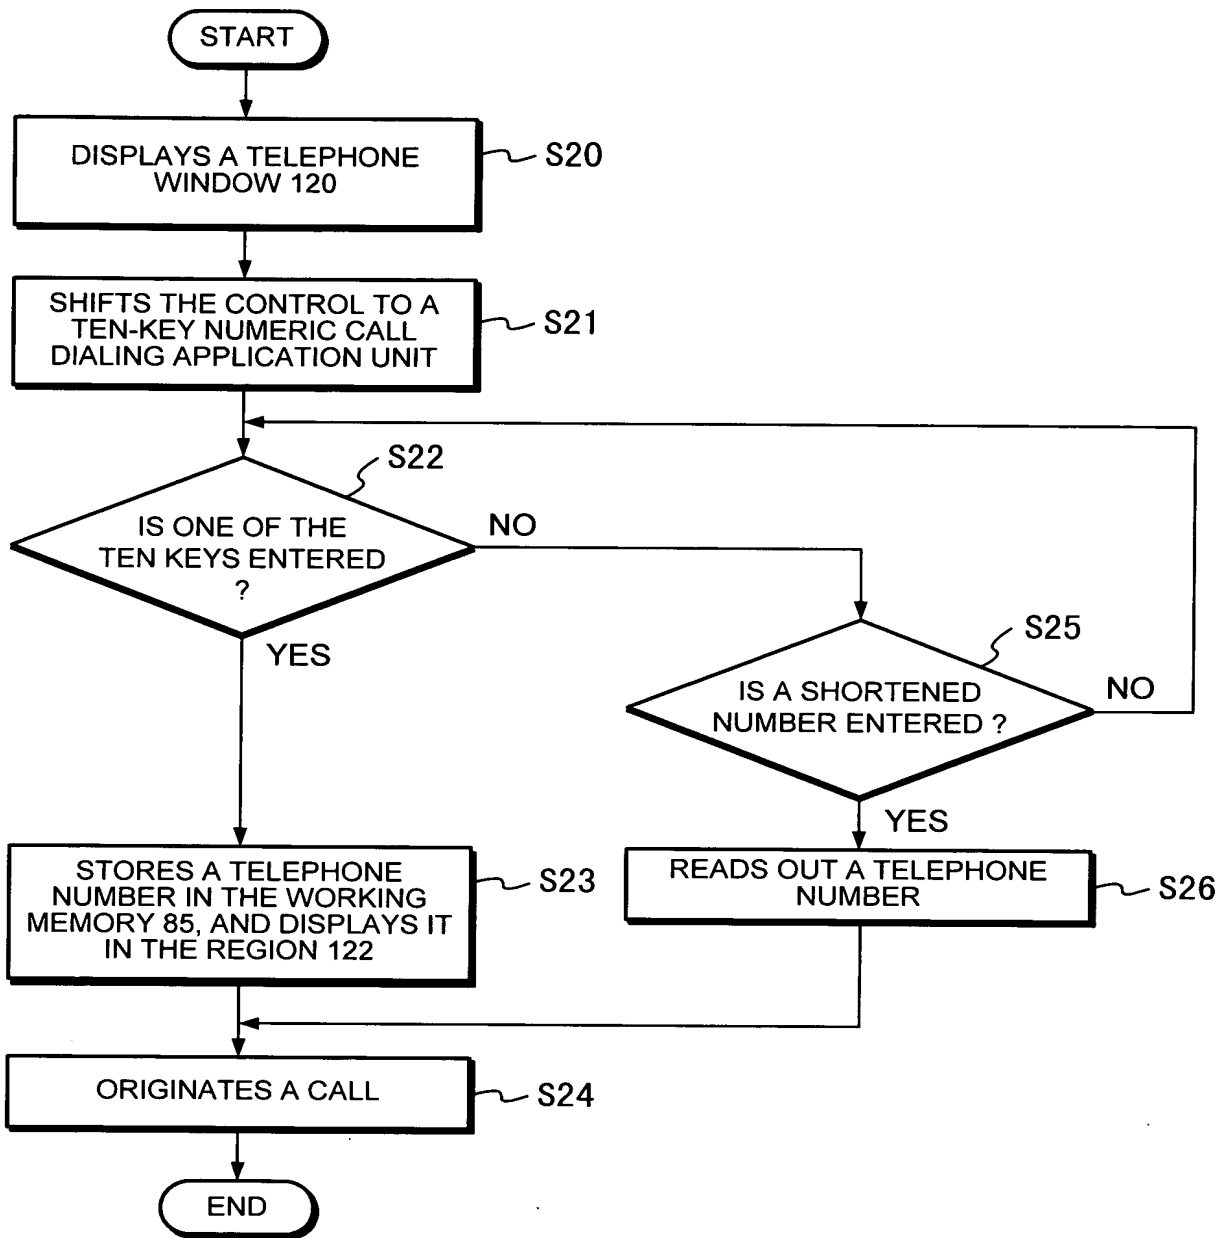 START
DISPLAYS A TELEPHONE
WINDOW 120
S20
SHIFTS THE CONTROL TO A
TEN-KEY NUMERIC CALL
DIALING APPLICATION UNIT
S21
S22
IS ONE OF THE
TEN KEYS ENTERED
?
NO
YES
S25
IS A SHORTENED
NUMBER ENTERED ?
NO
YES
STORES A TELEPHONE
NUMBER IN THE WORKING
MEMORY 85, AND DISPLAYS IT
IN THE REGION 122
S23
READS OUT A TELEPHONE
NUMBER
S26
ORIGINATES A CALL
S24
END